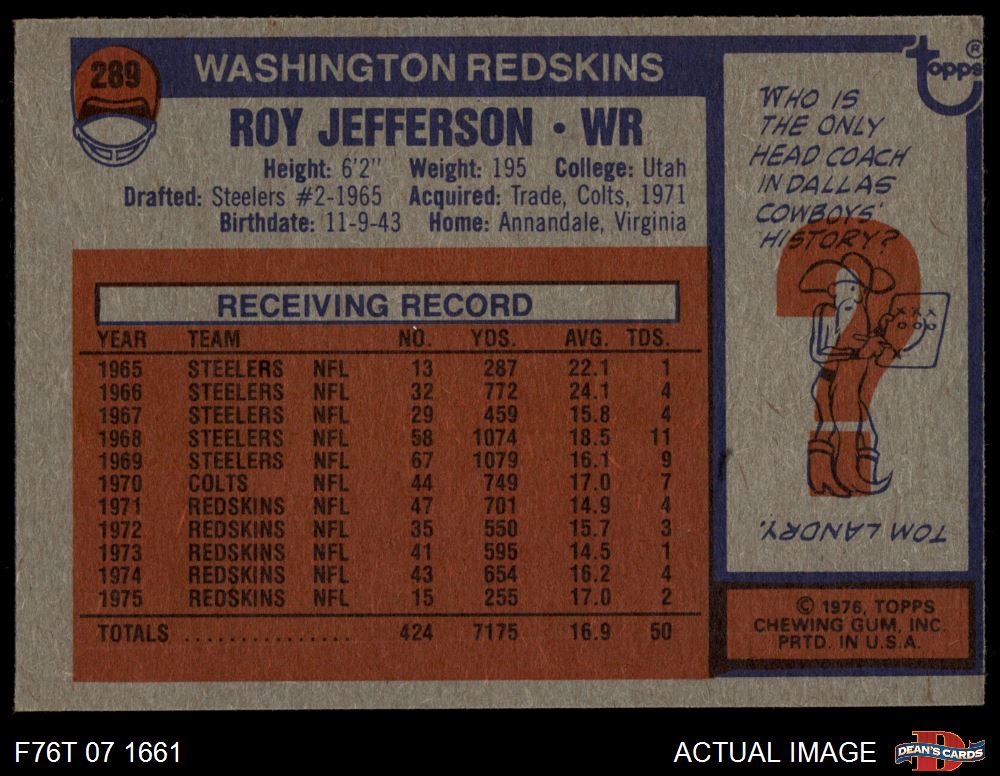 289
WASHINGTON REDSKINS
ROY JEFFERSON · WR
Height: 6'2" Weight: 195 College: Utah
Drafted: Steelers #2-1965 Acquired: Trade, Colts, 1971
Birthdate: 11-9-43 Home: Annandale, Virginia
RECEIVING RECORD
YEAR TEAM NO. YDS. AVG. TDS.
1965 STEELERS NFL 13 287 22.1 1
1966 STEELERS NFL 32 772 24.1 4
1967 STEELERS NFL 29 459 15.8 4
1968 STEELERS NFL 58 1074 18.5 11
1969 STEELERS NFL 67 1079 16.1 9
1970 COLTS NFL 44 749 17.0 7
1971 REDSKINS NFL 47 701 14.9 4
1972 REDSKINS NFL 35 550 15.7 3
1973 REDSKINS NFL 41 595 14.5 1
1974 REDSKINS NFL 43 654 16.2 4
1975 REDSKINS NFL 15 255 17.0 2
TOTALS ................ 424 7175 16.9 50
topps®
WHO IS
THE ONLY
HEAD COACH
IN DALLAS
COWBOYS'
HISTORY?
?
X X X
O O O
TOM LANDRY.
© 1976, TOPPS
CHEWING GUM, INC.
PRTD. IN U.S.A.
F76T 07 1661
ACTUAL IMAGE
D
DEAN'S CARDS